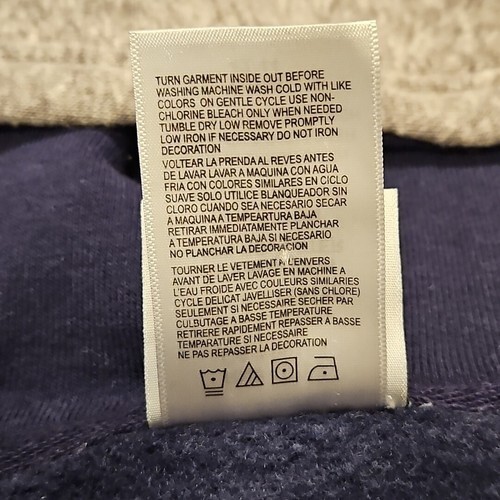 TURN GARMENT INSIDE OUT BEFORE
WASHING MACHINE WASH COLD WITH LIKE
COLORS ON GENTLE CYCLE USE NON-
CHLORINE BLEACH ONLY WHEN NEEDED
TUMBLE DRY LOW REMOVE PROMPTLY
LOW IRON IF NECESSARY DO NOT IRON
DECORATION
VOLTEAR LA PRENDA AL REVES ANTES
DE LAVAR LAVAR A MAQUINA CON AGUA
FRIA CON COLORES SIMILARES EN CICLO
SUAVE SOLO UTILICE BLANQUEADOR SIN
CLORO CUANDO SEA NECESARIO SECAR
A MAQUINA A TEMPEARTURA BAJA
RETIRAR IMMEDIATAMENTE PLANCHAR
A TEMPERATURA BAJA SI NECESARIO
NO PLANCHAR LA DECORACION
TOURNER LE VETEMENT A L'ENVERS
AVANT DE LAVER LAVAGE EN MACHINE A
L'EAU FROIDE AVEC COULEURS SIMILARIES
CYCLE DELICAT JAVELLISER (SANS CHLORE)
SEULEMENT SI NECESSAIRE SECHER PAR
CULBUTAGE A BASSE TEMPERATURE
RETIRERE RAPIDEMENT REPASSER A BASSE
TEMPARATURE SI NECESSAIRE
NE PAS REPASSER LA DECORATION